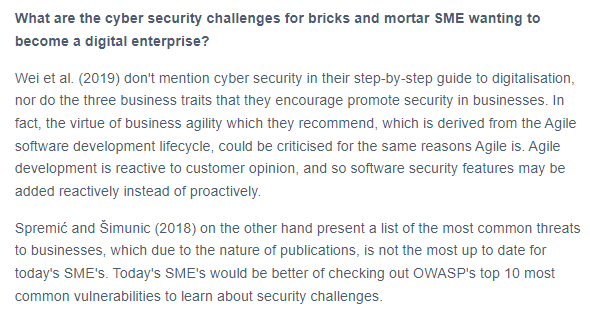 What are the cyber security challenges for bricks and mortar SME wanting to
become a digital enterprise?
Wei et al. (2019) don't mention cyber security in their step-by-step guide to digitalisation,
nor do the three business traits that they encourage promote security in businesses. In
fact, the virtue of business agility which they recommend, which is derived from the Agile
software development lifecycle, could be criticised for the same reasons Agile is. Agile
development is reactive to customer opinion, and so software security features may be
added reactively instead of proactively.
Spremić and Šimunic (2018) on the other hand present a list of the most common threats
to businesses, which due to the nature of publications, is not the most up to date for
today's SME's. Today's SME's would be better of checking out OWASP's top 10 most
common vulnerabilities to learn about security challenges.